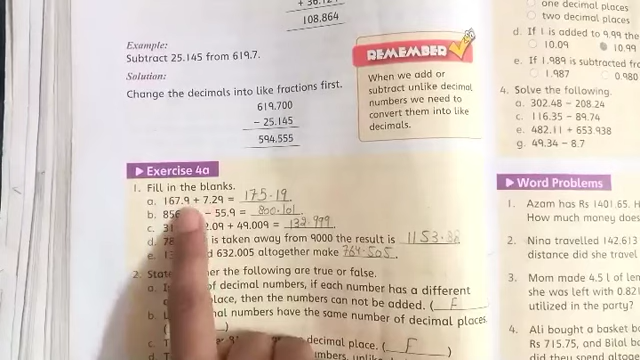 + 36.124
108.864
Example:
Subtract 25.145 from 619.7.
Solution:
Change the decimals into like fractions first.
619.700
– 25.145
594.555
REMEMBER
When we add or
subtract unlike decimal
numbers we need to
convert them into like
decimals.
Exercise 4a
1. Fill in the blanks.
a. 167.9 + 7.29 = 175.19
b. 856 – 55.9 = 800.101
c. 31 2.09 + 49.009 = 132.999
d. 78 is taken away from 9000 the result is 1153.
e. 13 d 632.005 altogether make 764.505.
2. State her the following are true or false.
a. I of decimal numbers, if each number has a different
place, then the numbers can not be added. ( F
b. mal numbers have the same number of decimal places
decimal place. ( F )
one decimal places
two decimal places
d. If 1 is added to 9.99 the
10.09 10.99
e. If 1.989 is subtracted fro
1.987 0.980
4. Solve the following.
a. 302.48 – 208.24
c. 116.35 – 89.74
e. 482.11 + 653.938
g. 49.34 – 8.7
Word Problems
1. Azam has Rs 1401.65. H
How much money does
2. Nina travelled 142.613
distance did she travel
3. Mom made 4.5 l of len
she was left with 0.82
utilized in the party?
4. Ali bought a basket b
Rs 715.75, and Bilal b
did they spend altoge